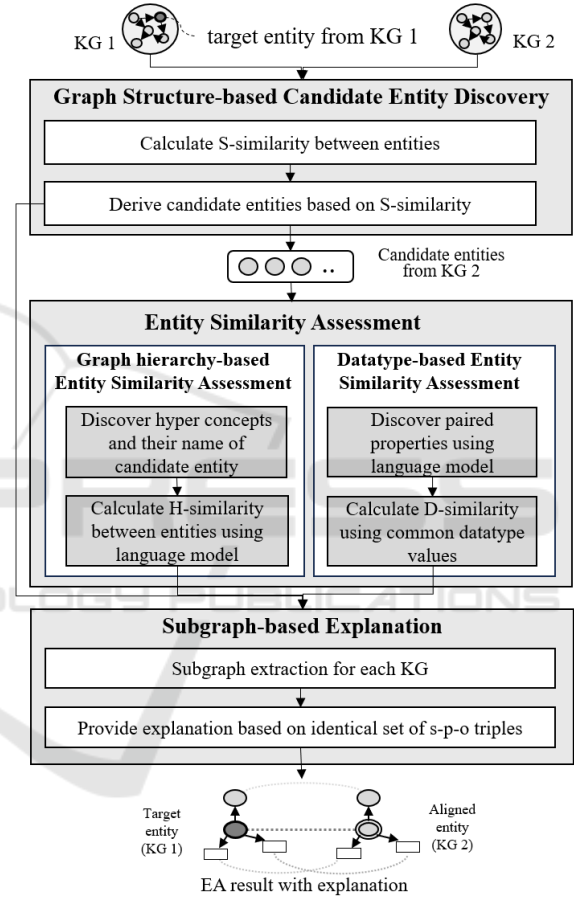 KG 1
target entity from KG 1
KG 2
Graph Structure-based Candidate Entity Discovery
Calculate S-similarity between entities
Derive candidate entities based on S-similarity
Candidate entities
from KG 2
Entity Similarity Assessment
Graph hierarchy-based
Entity Similarity Assessment
Discover hyper concepts
and their name of
candidate entity
Calculate H-similarity
between entities using
language model
Datatype-based Entity
Similarity Assessment
Discover paired
properties using
language model
Calculate D-similarity
using common datatype
values
Subgraph-based Explanation
Subgraph extraction for each KG
Provide explanation based on identical set of s-p-o triples
Target
entity
(KG 1)
Aligned
entity
(KG 2)
EA result with explanation